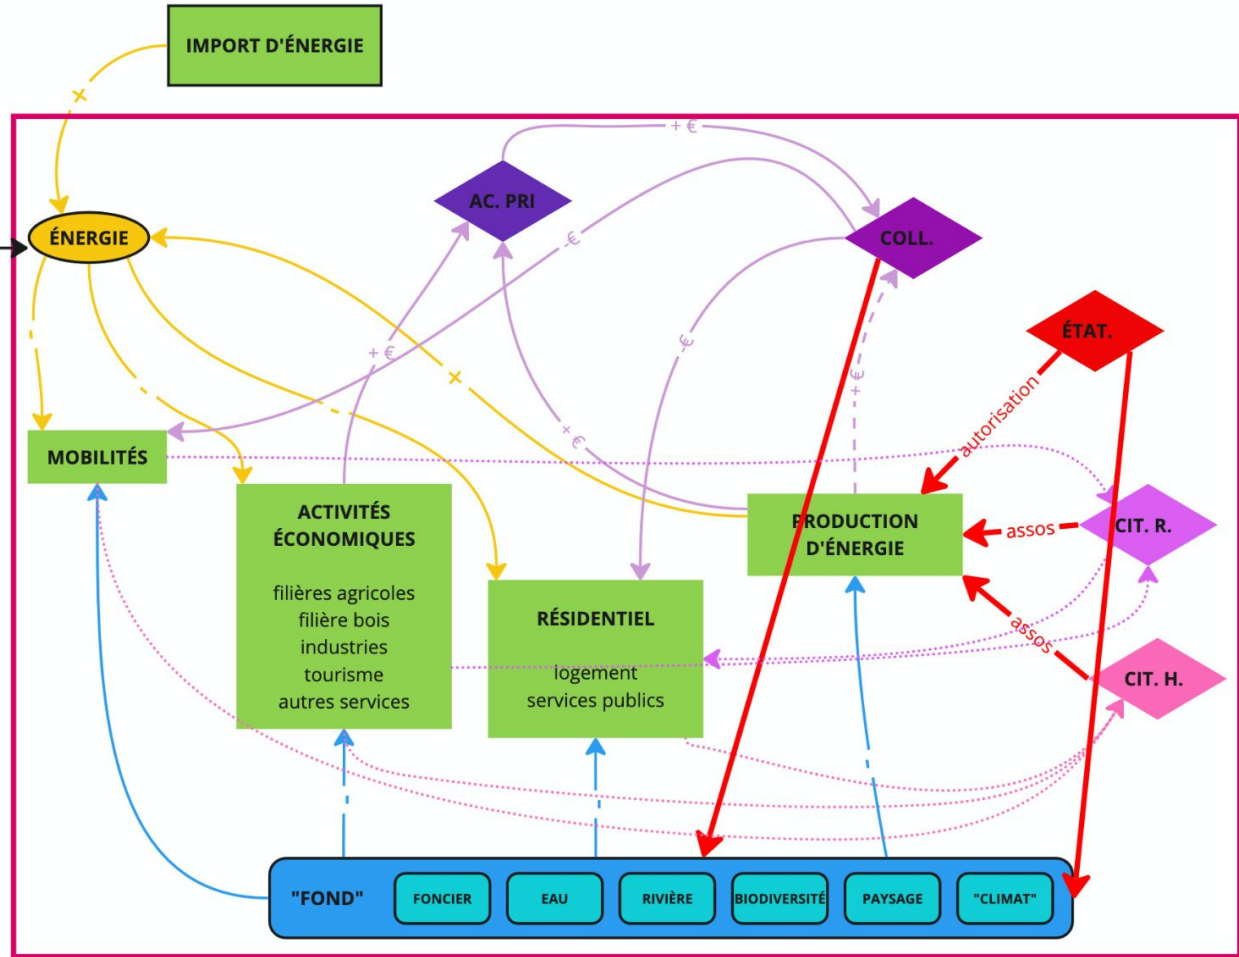 IMPORT D'ÉNERGIE
+
+ €
AC. PRI
ÉNERGIE
-€
COLL.
ÉTAT.
+ €
-€
+
+ €
autorisation
+ €
MOBILITÉS
ACTIVITÉS
ÉCONOMIQUES
filières agricoles
filière bois
industries
tourisme
autres services
PRODUCTION
D'ÉNERGIE
assos
CIT. R.
RÉSIDENTIEL
logement
services publics
assos
CIT. H.
-
-
-
-
-
-
"FOND"
FONCIER
EAU
RIVIÈRE
BIODIVERSITÉ
PAYSAGE
"CLIMAT"